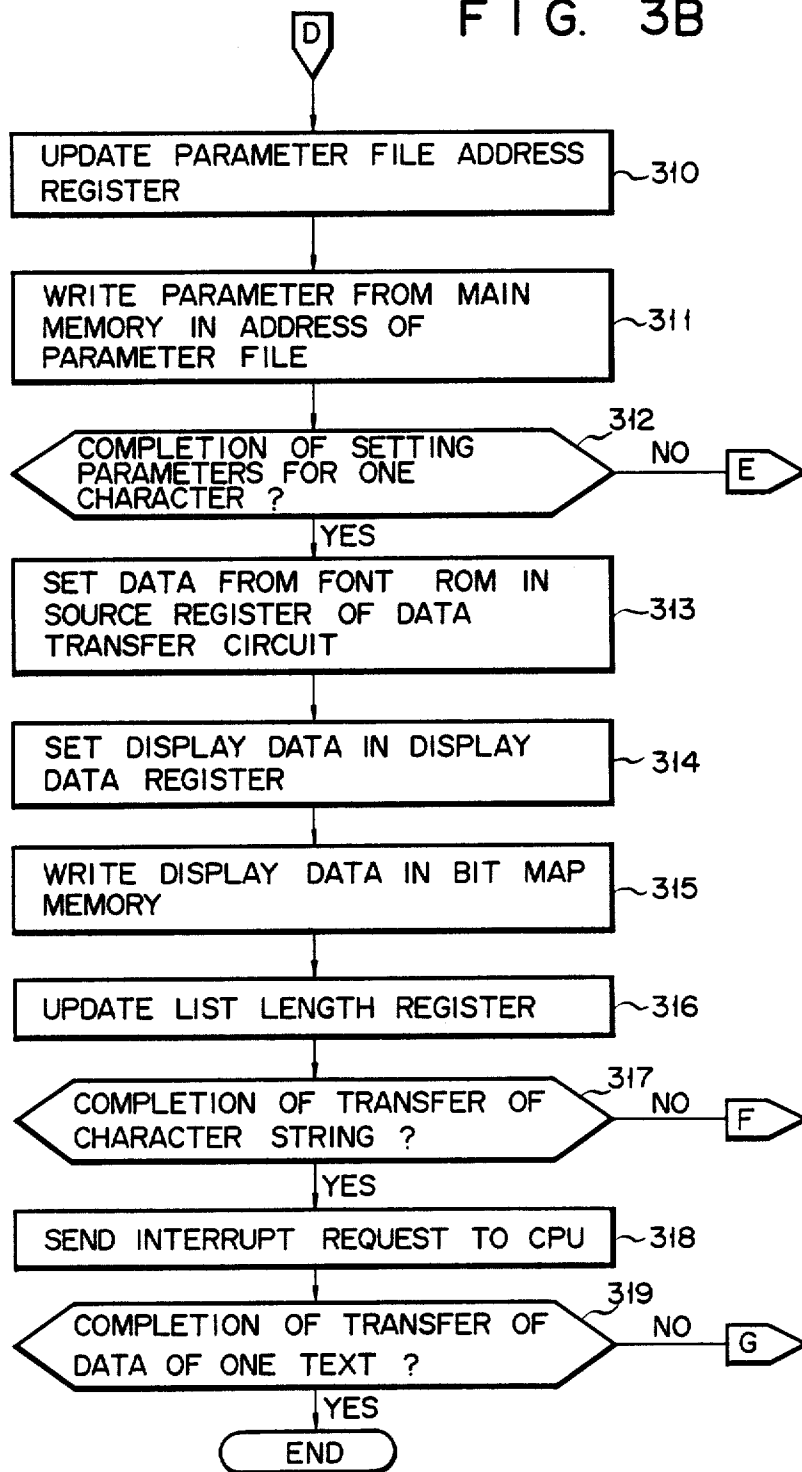 FIG. 3B
D
UPDATE PARAMETER FILE ADDRESS
REGISTER
310
WRITE PARAMETER FROM MAIN
MEMORY IN ADDRESS OF
PARAMETER FILE
311
312
COMPLETION OF SETTING
PARAMETERS FOR ONE
CHARACTER ?
NO
E
YES
SET DATA FROM FONT ROM IN
SOURCE REGISTER OF DATA
TRANSFER CIRCUIT
313
SET DISPLAY DATA IN DISPLAY
DATA REGISTER
314
WRITE DISPLAY DATA IN BIT MAP
MEMORY
315
UPDATE LIST LENGTH REGISTER
316
317
COMPLETION OF TRANSFER OF
CHARACTER STRING ?
NO
F
YES
SEND INTERRUPT REQUEST TO CPU
318
319
COMPLETION OF TRANSFER OF
DATA OF ONE TEXT ?
NO
G
YES
END